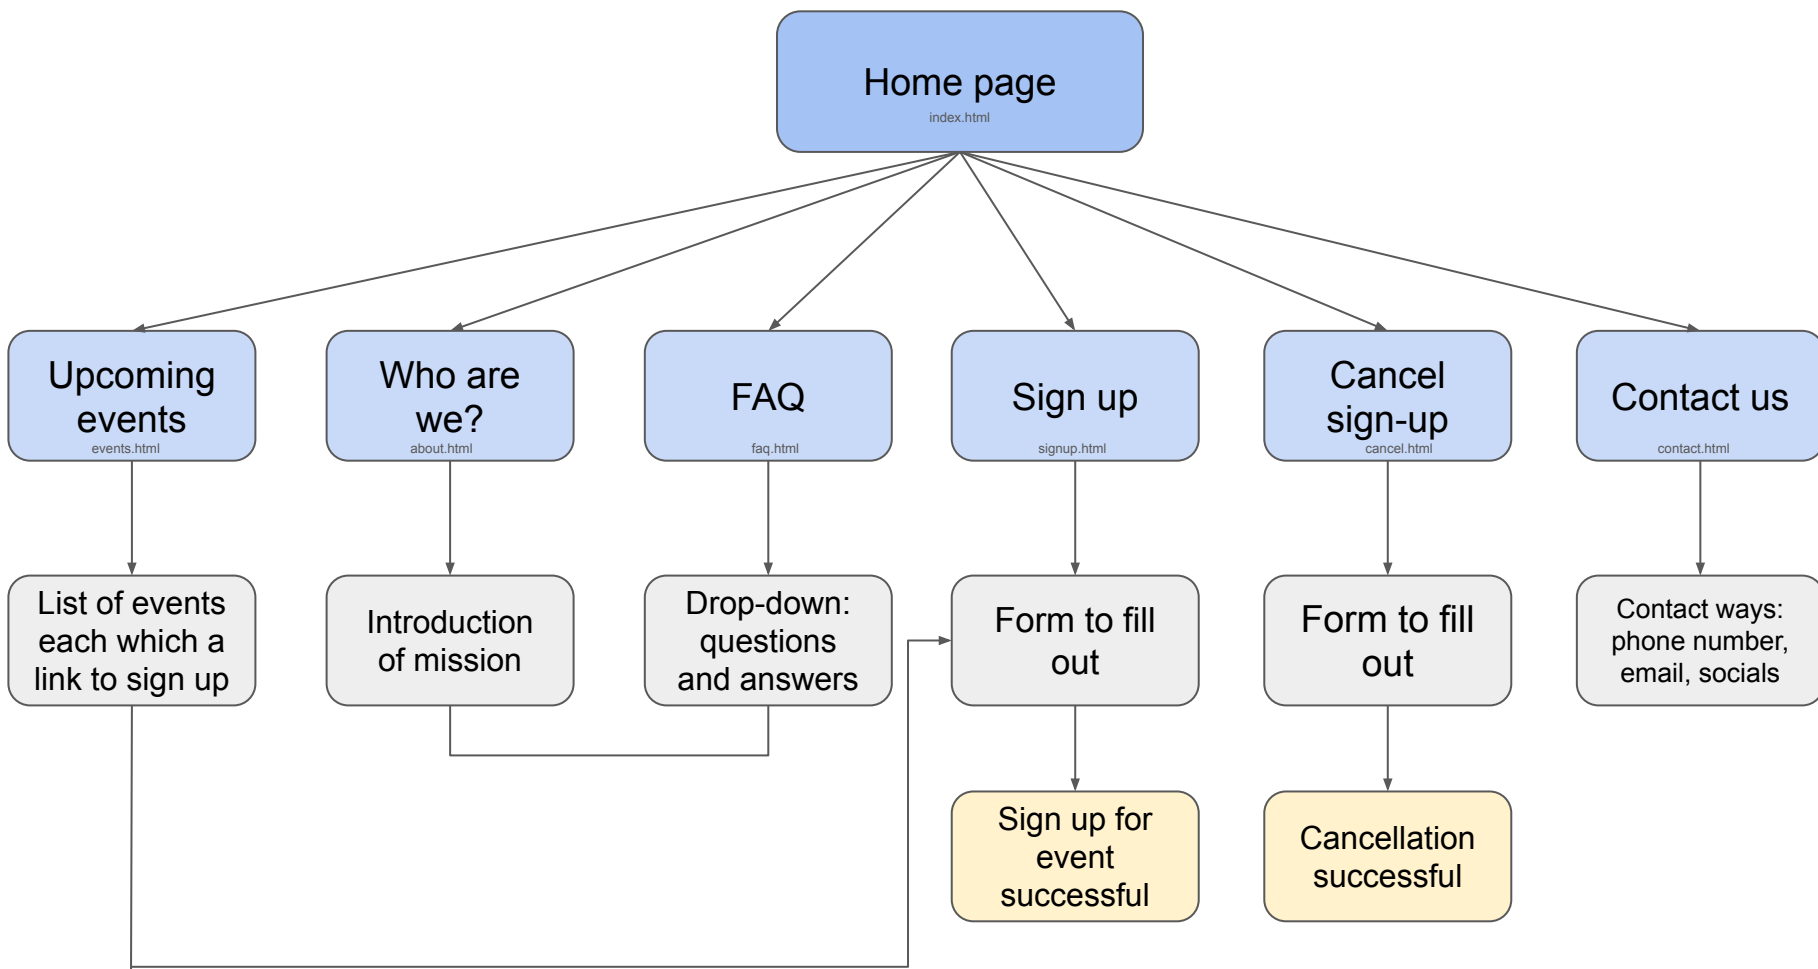 Home page
index.html
Upcoming
events
events.html
Who are
we?
about.html
FAQ
faq.html
Sign up
signup.html
Cancel
sign-up
cancel.html
Contact us
contact.html
List of events
each which a
link to sign up
Introduction
of mission
Drop-down:
questions
and answers
Form to fill
out
Form to fill
out
Contact ways:
phone number,
email, socials
Sign up for
event
successful
Cancellation
successful